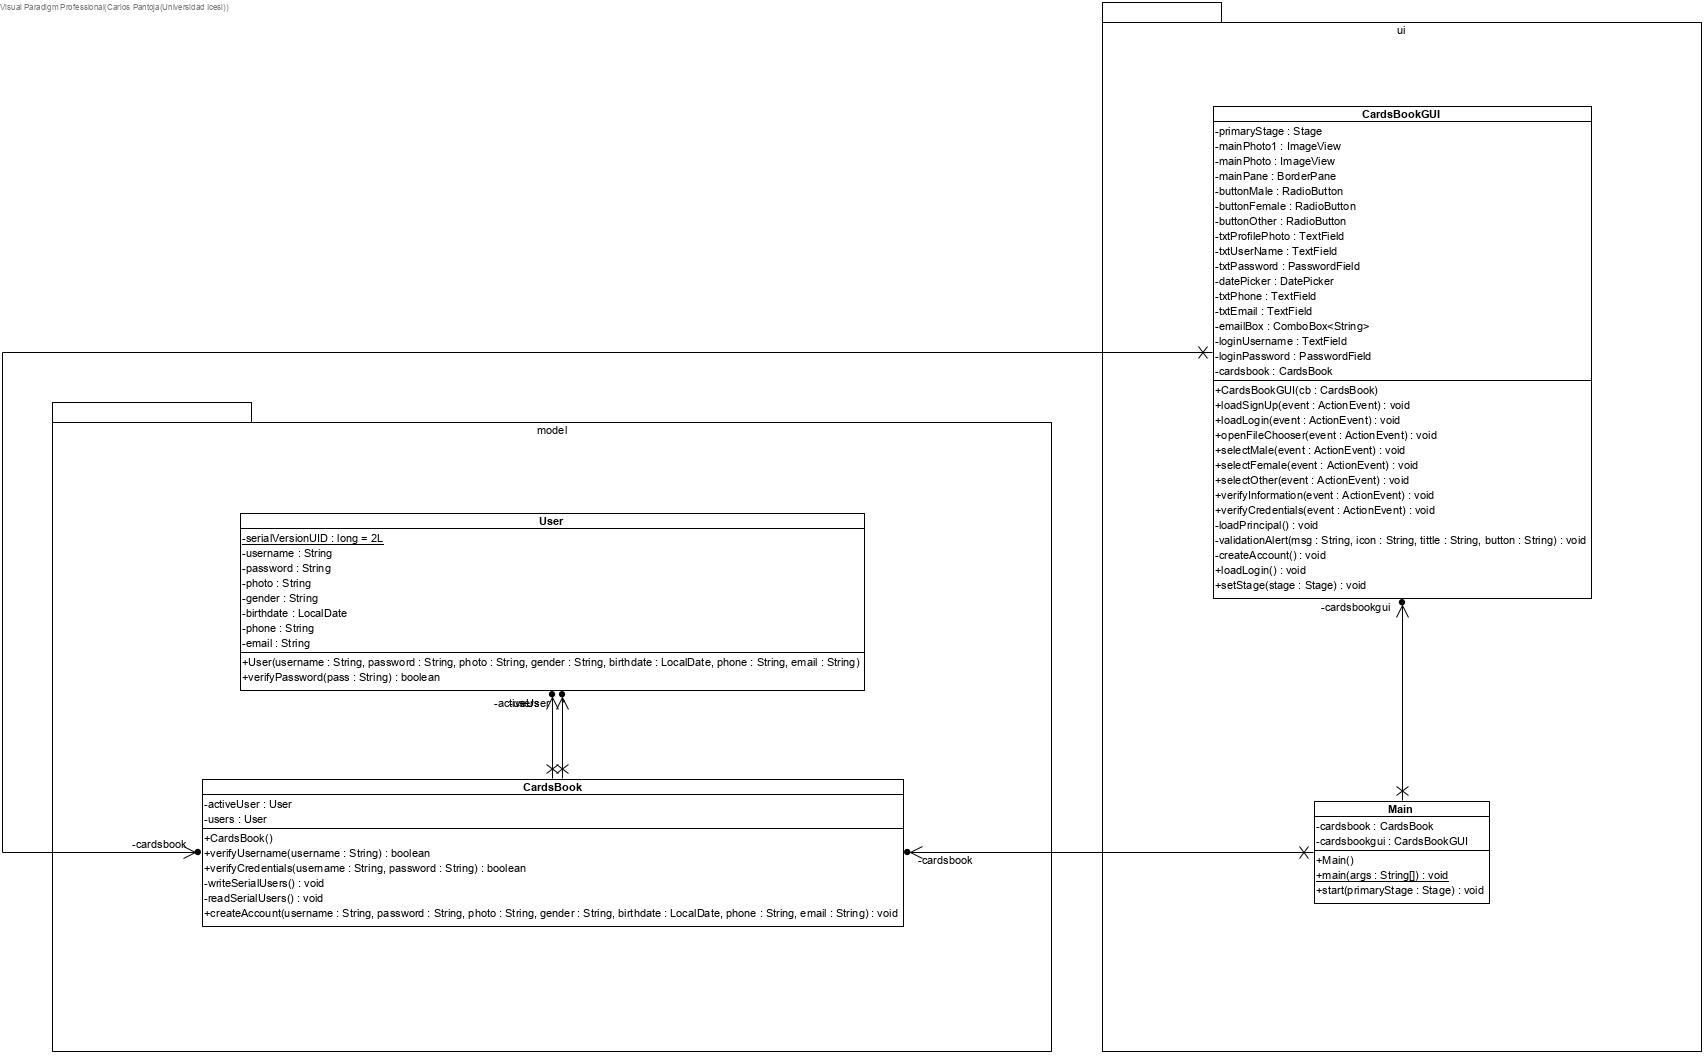 Visual Paradigm Professional(Carlos Pantoja(Universidad Icesi))
ui
CardsBookGUI
-primaryStage : Stage
-mainPhoto1 : ImageView
-mainPhoto : ImageView
-mainPane : BorderPane
-buttonMale : RadioButton
-buttonFemale : RadioButton
-buttonOther : RadioButton
-txtProfilePhoto : TextField
-txtUserName : TextField
-txtPassword : PasswordField
-datePicker : DatePicker
-txtPhone : TextField
-txtEmail : TextField
-emailBox : ComboBox<String>
-loginUsername : TextField
-loginPassword : PasswordField
-cardsbook : CardsBook
+CardsBookGUI(cb : CardsBook)
+loadSignUp(event : ActionEvent) : void
+loadLogin(event : ActionEvent) : void
+openFileChooser(event : ActionEvent) : void
+selectMale(event : ActionEvent) : void
+selectFemale(event : ActionEvent) : void
+selectOther(event : ActionEvent) : void
+verifyInformation(event : ActionEvent) : void
+verifyCredentials(event : ActionEvent) : void
-loadPrincipal() : void
-validationAlert(msg : String, icon : String, tittle : String, button : String) : void
-createAccount() : void
+loadLogin() : void
+setStage(stage : Stage) : void
-cardsbookgui
model
User
-serialVersionUID : long = 2L
-username : String
-password : String
-photo : String
-gender : String
-birthdate : LocalDate
-phone : String
-email : String
+User(username : String, password : String, photo : String, gender : String, birthdate : LocalDate, phone : String, email : String)
+verifyPassword(pass : String) : boolean
-activeUser
-users
CardsBook
-activeUser : User
-users : User
+CardsBook()
+verifyUsername(username : String) : boolean
+verifyCredentials(username : String, password : String) : boolean
-writeSerialUsers() : void
-readSerialUsers() : void
+createAccount(username : String, password : String, photo : String, gender : String, birthdate : LocalDate, phone : String, email : String) : void
-cardsbook
-cardsbook
Main
-cardsbook : CardsBook
-cardsbookgui : CardsBookGUI
+Main()
+main(args : String[]) : void
+start(primaryStage : Stage) : void